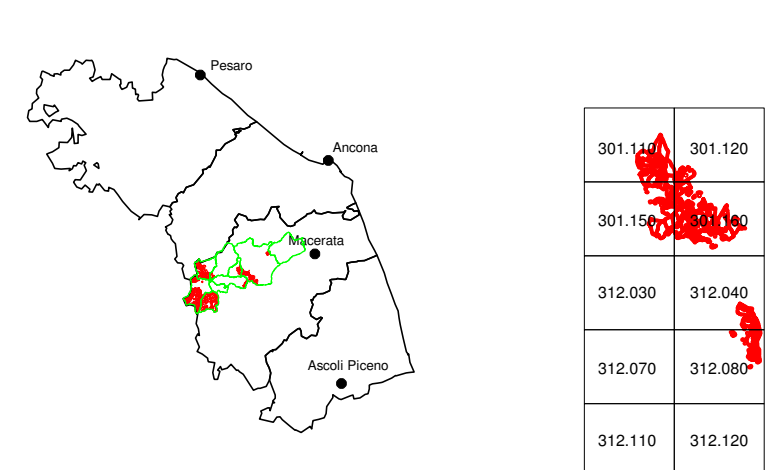 Pesaro
Ancona
Macerata
Ascoli Piceno
301.110 301.120
301.150 301.160
312.030 312.040
312.070 312.080
312.110 312.120